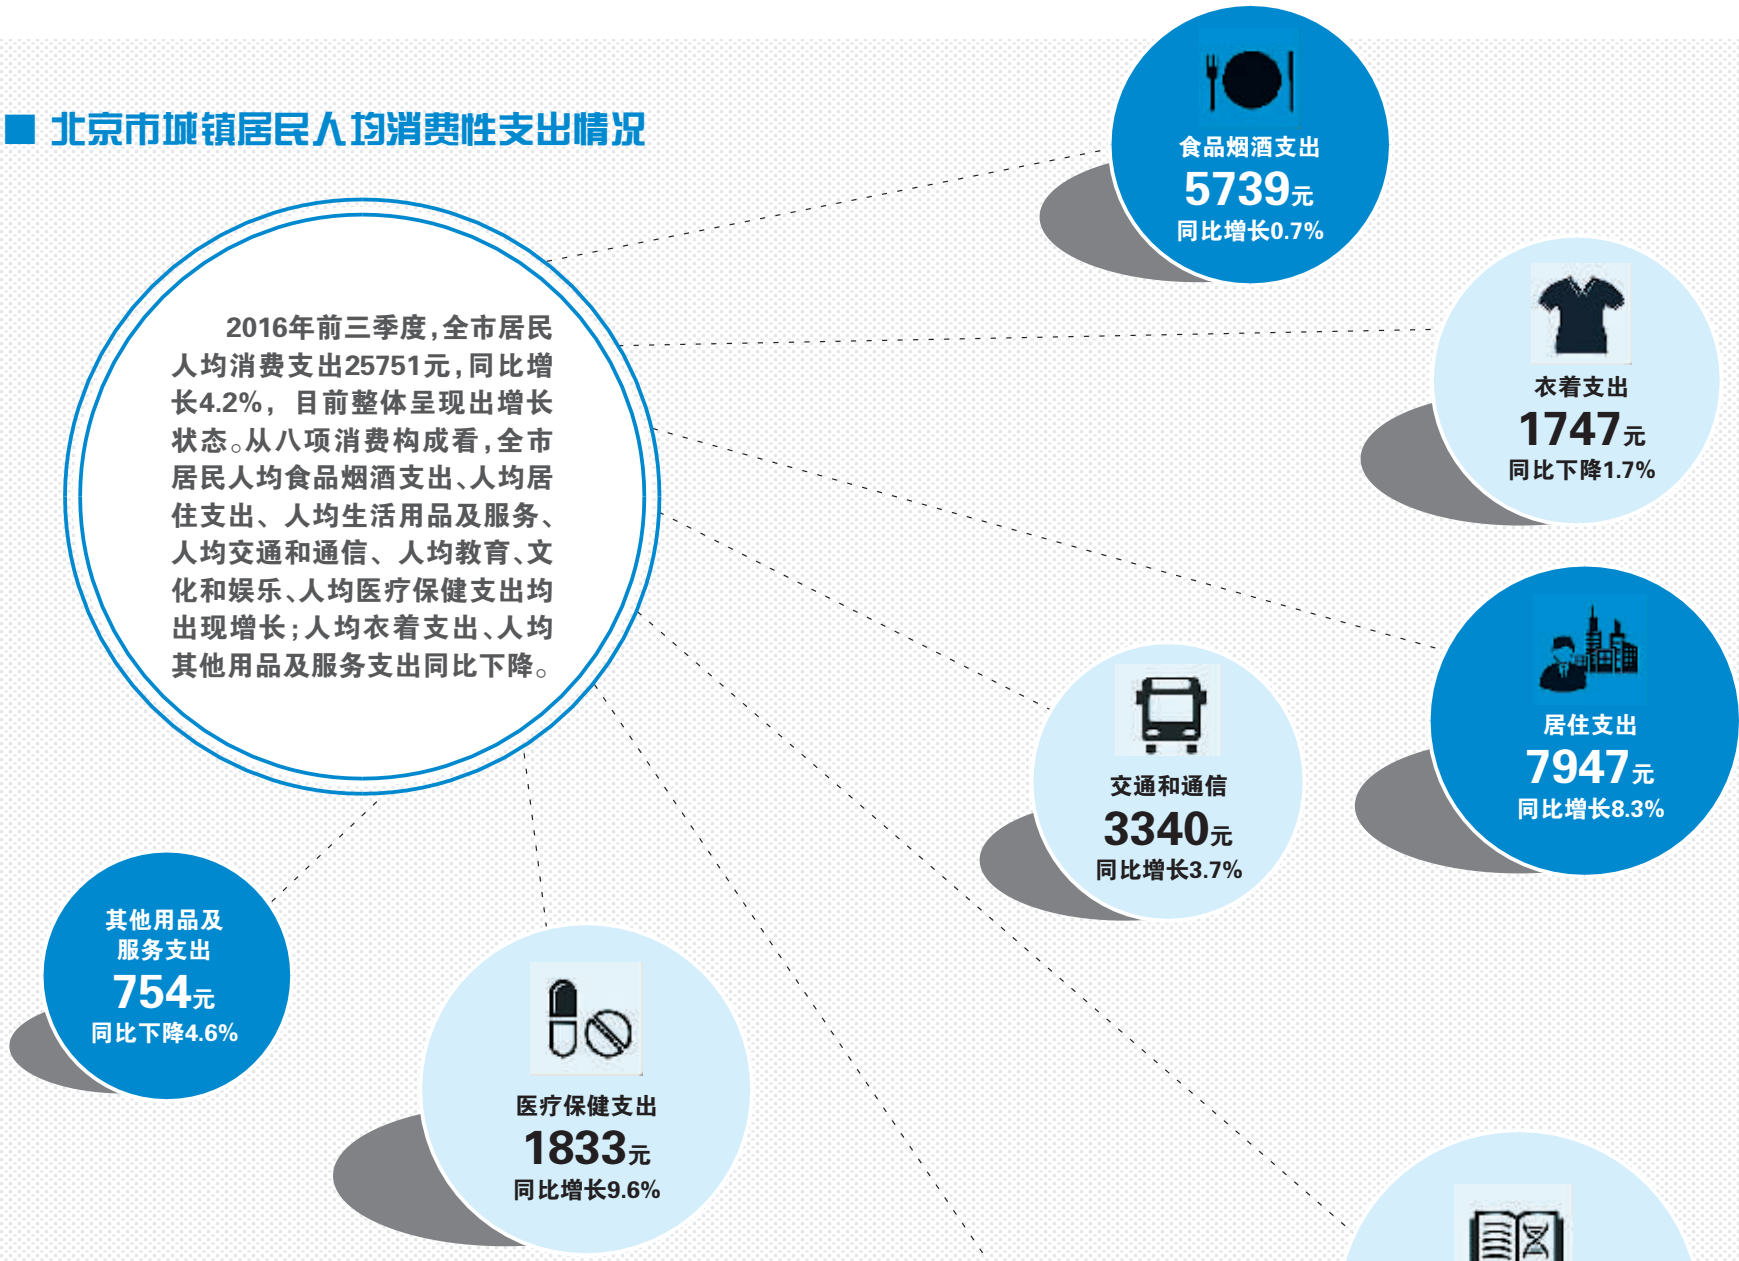 北京市城镇居民人均消费性支出情况
2016年前三季度,全市居民
人均消费支出25751元,同比增
长4.2%，目前整体呈现出增长
状态。从八项消费构成看,全市
居民人均食品烟酒支出、人均居
住支出、人均生活用品及服务、
人均交通和通信、人均教育、文
化和娱乐、人均医疗保健支出均
出现增长;人均衣着支出、人均
其他用品及服务支出同比下降。
食品烟酒支出
5739元
同比增长0.7%
衣着支出
1747元
同比下降1.7%
居住支出
7947元
同比增长8.3%
交通和通信
3340元
同比增长3.7%
其他用品及
服务支出
754元
同比下降4.6%
医疗保健支出
1833元
同比增长9.6%